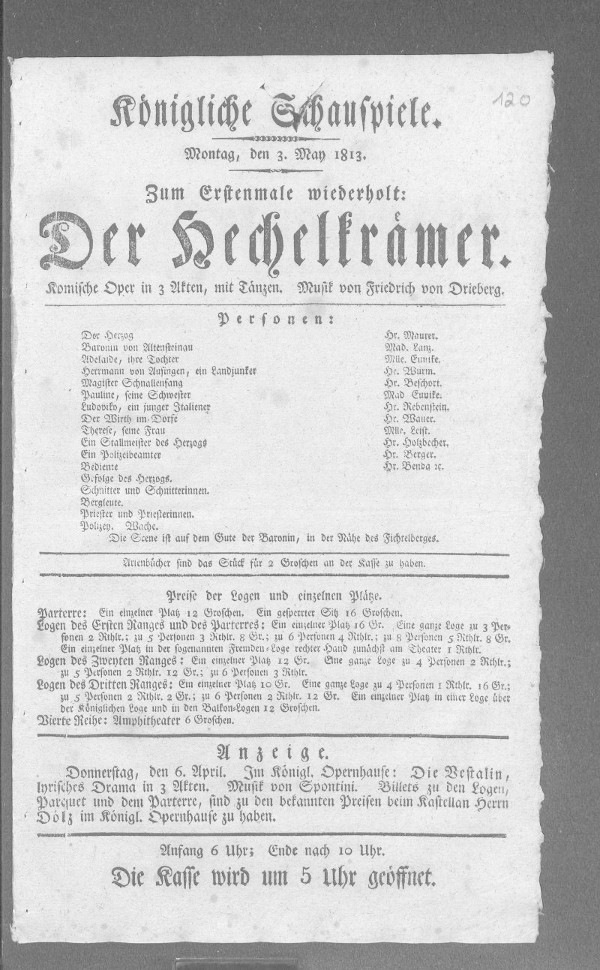 120
Königliche Schauspiele.
Montag, den 3. May 1813.
Zum Erstenmale wiederholt:
Der Hechelkrämer.
Komische Oper in 3 Akten, mit Tänzen. Musik von Friedrich von Drieberg.
Personen:
Der Herzog Hr. Maurer.
Baronin von Altensteinau Mad. Lanz.
Adelaide, ihre Tochter Mlle. Eunike.
Herrmann von Aufingen, ein Landjunker Hr. Wurm.
Magister Schnallensang Hr. Beschort.
Pauline, seine Schwester Mad Eunike.
Ludoviko, ein junger Italiener Hr. Rebenstein.
Der Wirth im Dorfe Hr. Wauer.
Therese, seine Frau Mlle. Leist.
Ein Stallmeister des Herzogs Hr. Holzbecher.
Ein Polizeibeamter Hr. Berger.
Bediente Hr. Benda ꝛc.
Gefolge des Herzogs.
Schnitter und Schnitterinnen.
Bergleute.
Priester und Priesterinnen.
Polizey. Wache.
Die Scene ist auf dem Gute der Baronin, in der Nähe des Fichtelberges.
Arienbücher sind das Stück für 2 Groschen an der Kasse zu haben.
Preise der Logen und einzelnen Plätze.
Parterre: Ein einzelner Platz 12 Groschen. Ein gesperrter Sitz 16 Groschen.
Logen des Ersten Ranges und des Parterres: Ein einzelner Platz 16 Gr. Eine ganze Loge zu 3 Per-
sonen 2 Rthlr.; zu 5 Personen 3 Rthlr. 8 Gr.; zu 6 Personen 4 Rthlr.; zu 8 Personen 5 Rthlr. 8 Gr.
Ein einzelner Platz in der sogenannten Fremden-Loge rechter Hand zunächst am Theater 1 Rthlr.
Logen des Zweyten Ranges: Ein einzelner Platz 12 Gr. Eine ganze Loge zu 4 Personen 2 Rthlr.;
zu 5 Personen 2 Rthlr. 12 Gr.; zu 6 Personen 3 Rthlr.
Logen des Dritten Ranges: Ein einzelner Platz 10 Gr. Eine ganze Loge zu 4 Personen 1 Rthlr. 16 Gr.;
zu 5 Personen 2 Rthlr. 2 Gr.; zu 6 Personen 2 Rthlr. 12 Gr. Ein einzelner Platz in einer Loge über
der Königlichen Loge und in den Balkon-Logen 12 Groschen.
Vierte Reihe: Amphitheater 6 Groschen.
Anzeige.
Donnerstag, den 6. April. Im Königl. Opernhause: Die Vestalin,
lyrisches Drama in 3 Akten. Musik von Spontini. Billets zu den Logen,
Parquet und dem Parterre, sind zu den bekannten Preisen beim Kastellan Herrn
Dölz im Königl. Opernhause zu haben.
Anfang 6 Uhr; Ende nach 10 Uhr.
Die Kasse wird um 5 Uhr geöffnet.